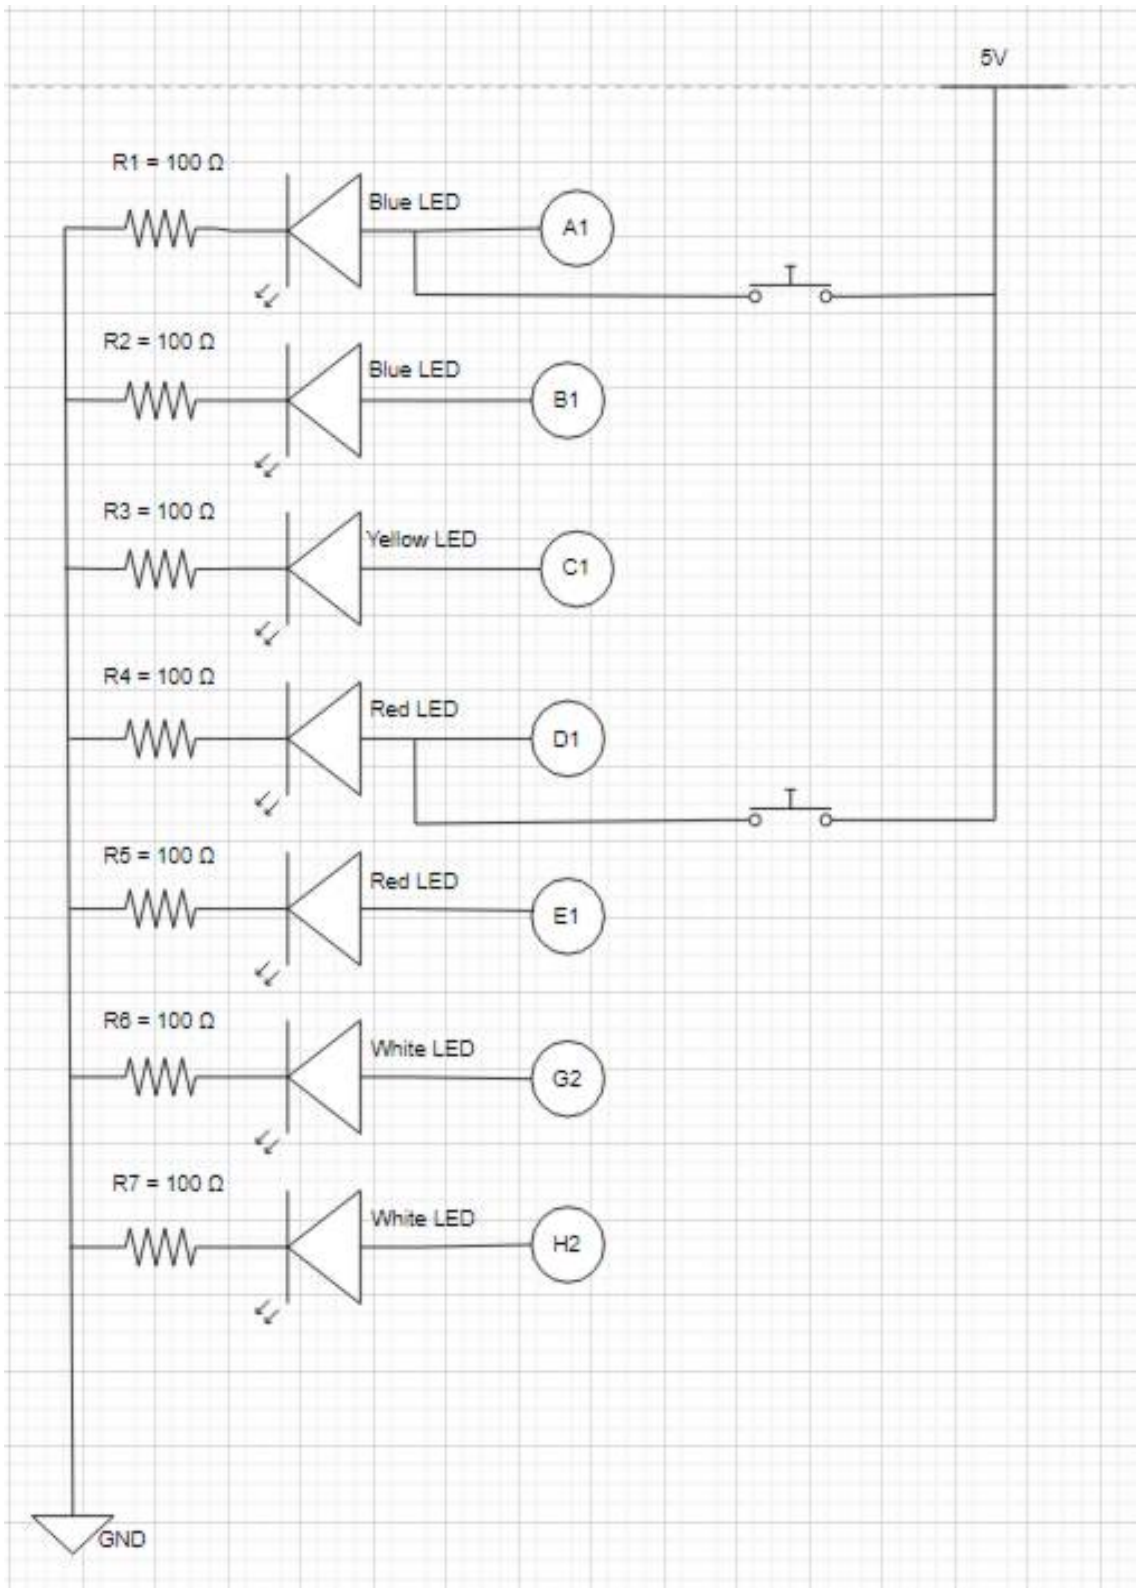 5V
R1 = 100 Ω
Blue LED
A1
R2 = 100 Ω
Blue LED
B1
R3 = 100 Ω
Yellow LED
C1
R4 = 100 Ω
Red LED
D1
R5 = 100 Ω
Red LED
E1
R6 = 100 Ω
White LED
G2
R7 = 100 Ω
White LED
H2
GND